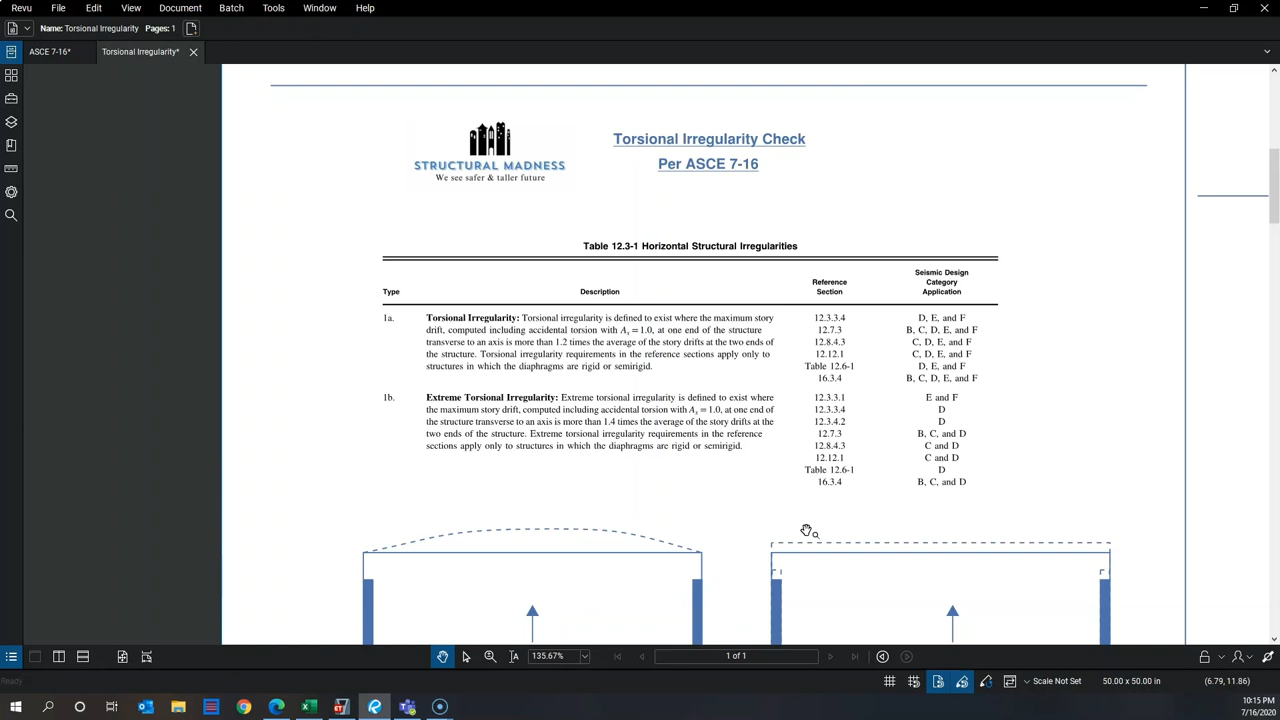 Revu File Edit View Document Batch Tools Window Help
Name: Torsional Irregularity Pages: 1
ASCE 7-16* Torsional Irregularity*
STRUCTURAL MADNESS
We see safer & taller future
Torsional Irregularity Check
Per ASCE 7-16
Table 12.3-1 Horizontal Structural Irregularities
Type Description Reference Section Seismic Design Category Application
1a. Torsional Irregularity: Torsional irregularity is defined to exist where the maximum story 12.3.3.4 D, E, and F
drift, computed including accidental torsion with Ax = 1.0, at one end of the structure 12.7.3 B, C, D, E, and F
transverse to an axis is more than 1.2 times the average of the story drifts at the two ends of 12.8.4.3 C, D, E, and F
the structure. Torsional irregularity requirements in the reference sections apply only to 12.12.1 C, D, E, and F
structures in which the diaphragms are rigid or semirigid. Table 12.6-1 D, E, and F
16.3.4 B, C, D, E, and F
1b. Extreme Torsional Irregularity: Extreme torsional irregularity is defined to exist where 12.3.3.1 E and F
the maximum story drift, computed including accidental torsion with Ax = 1.0, at one end of 12.3.3.4 D
the structure transverse to an axis is more than 1.4 times the average of the story drifts at the 12.3.4.2 D
two ends of the structure. Extreme torsional irregularity requirements in the reference 12.7.3 B, C, and D
sections apply only to structures in which the diaphragms are rigid or semirigid. 12.8.4.3 C and D
12.12.1 C and D
Table 12.6-1 D
16.3.4 B, C, and D
135.67% 1 of 1
Ready Scale Not Set 50.00 x 50.00 in (6.79, 11.86)
10:15 PM
7/16/2020